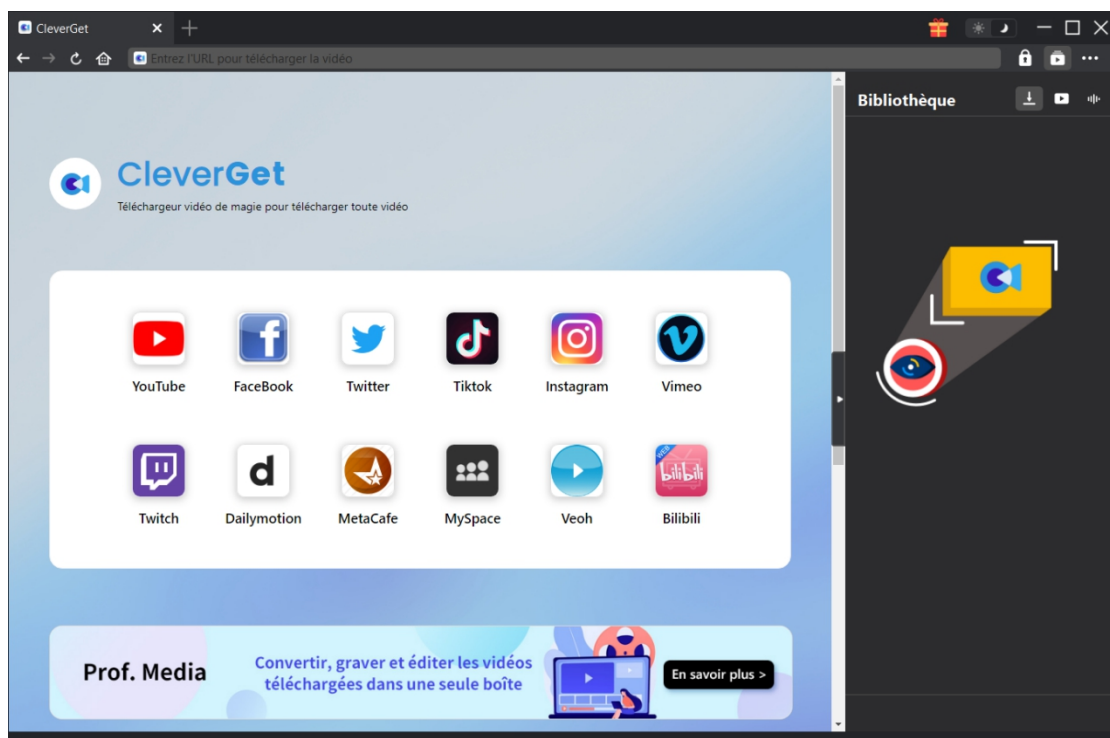 CleverGet
Entrez l'URL pour télécharger la vidéo
Bibliothèque
CleverGet
Téléchargeur vidéo de magie pour télécharger toute vidéo
YouTube
FaceBook
Twitter
Tiktok
Instagram
Vimeo
Twitch
d
Dailymotion
MetaCafe
MySpace
Veoh
WEB
bilibili
Bilibili
Prof. Media
Convertir, graver et éditer les vidéos
téléchargées dans une seule boîte
En savoir plus >